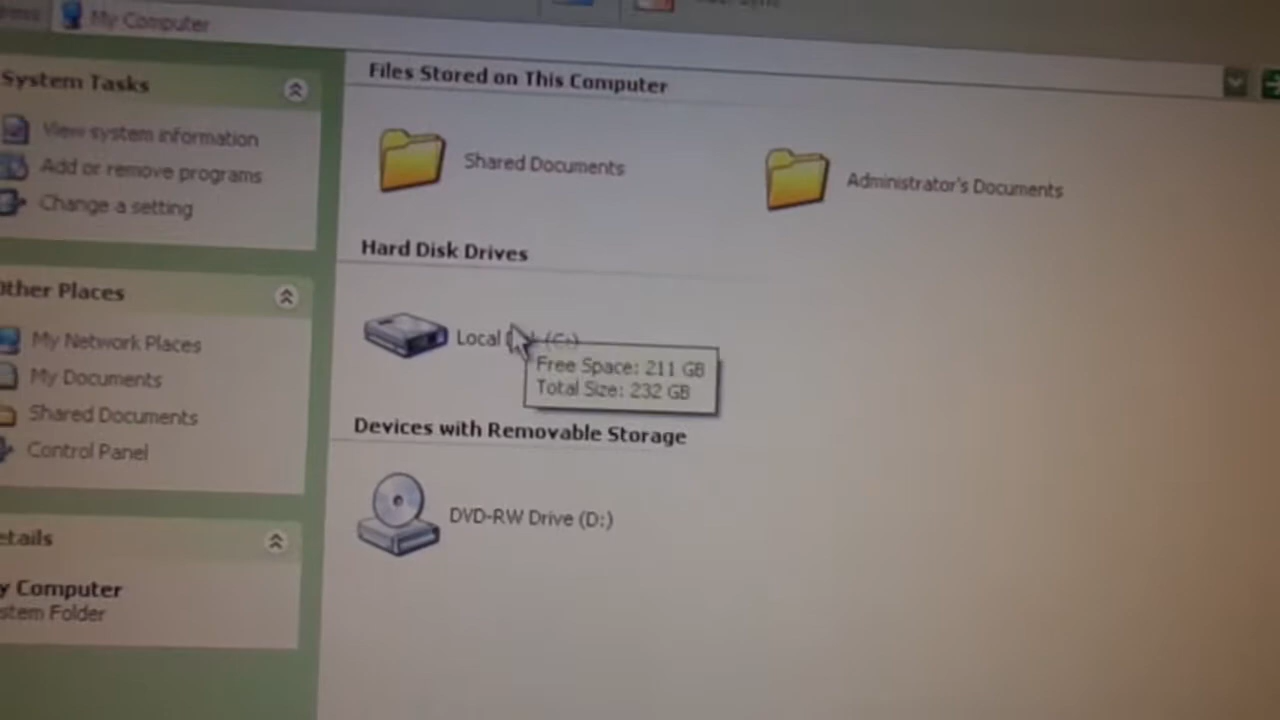 My Computer
System Tasks
View system information
Add or remove programs
Change a setting
Other Places
My Network Places
My Documents
Shared Documents
Control Panel
etails
y Computer
stem Folder
Files Stored on This Computer
Shared Documents
Administrator's Documents
Hard Disk Drives
Local (C:)
Free Space: 211 GB
Total Size: 232 GB
Devices with Removable Storage
DVD-RW Drive (D:)